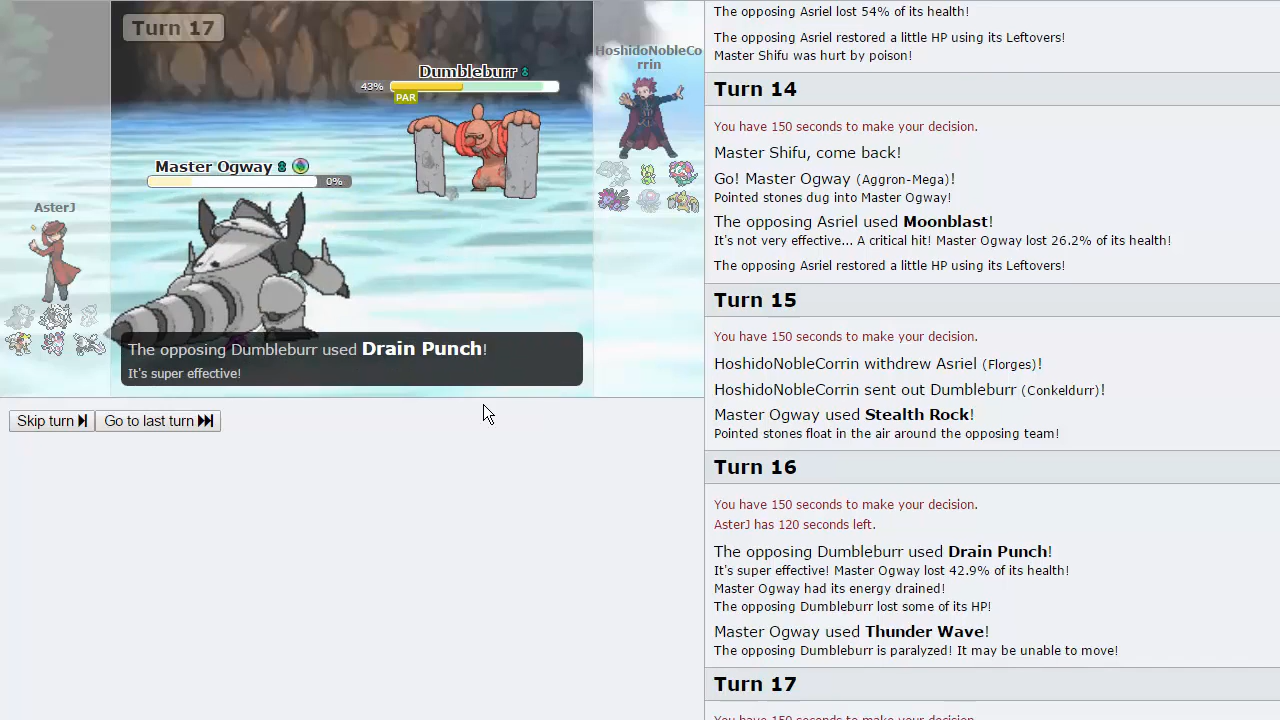 Turn 17
HoshidoNobleCo
rrin
Dumbleburr
43%
PAR
Master Ogway
0%
AsterJ
The opposing Dumbleburr used Drain Punch!
It's super effective!
Skip turn
Go to last turn
The opposing Asriel lost 54% of its health!
The opposing Asriel restored a little HP using its Leftovers!
Master Shifu was hurt by poison!
Turn 14
You have 150 seconds to make your decision.
Master Shifu, come back!
Go! Master Ogway (Aggron-Mega)!
Pointed stones dug into Master Ogway!
The opposing Asriel used Moonblast!
It's not very effective... A critical hit! Master Ogway lost 26.2% of its health!
The opposing Asriel restored a little HP using its Leftovers!
Turn 15
You have 150 seconds to make your decision.
HoshidoNobleCorrin withdrew Asriel (Florges)!
HoshidoNobleCorrin sent out Dumbleburr (Conkeldurr)!
Master Ogway used Stealth Rock!
Pointed stones float in the air around the opposing team!
Turn 16
You have 150 seconds to make your decision.
AsterJ has 120 seconds left.
The opposing Dumbleburr used Drain Punch!
It's super effective! Master Ogway lost 42.9% of its health!
Master Ogway had its energy drained!
The opposing Dumbleburr lost some of its HP!
Master Ogway used Thunder Wave!
The opposing Dumbleburr is paralyzed! It may be unable to move!
Turn 17
You have 150 seconds to make your decision.